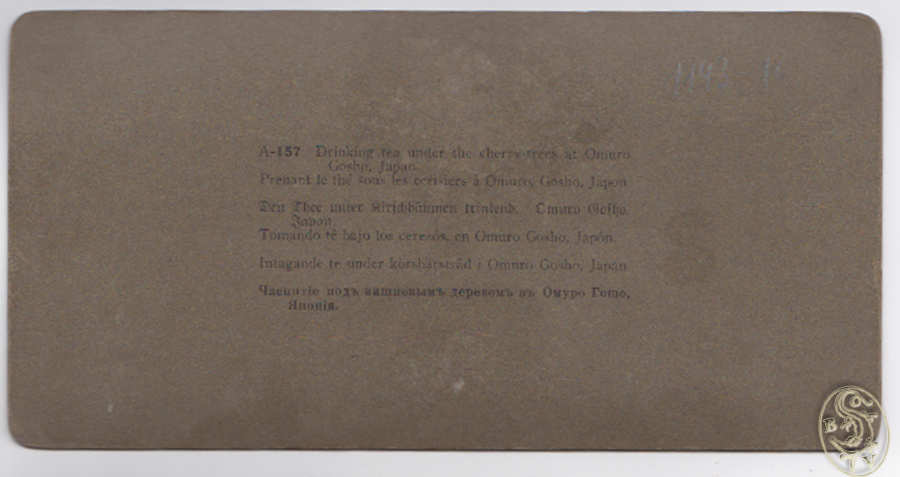 A-157 Drinking tea under the cherry-trees at Omuro
Gosho, Japan.
Prenant le thé sous les cerisiers à Omuro, Gosho, Japon
Den Thee unter Kirschbäumen trinkend. Omuro Gosho,
Japan.
Tomando té bajo los cerezos, en Omuro Gosho, Japón.
Intagande te under körsbärsträd i Omuro Gosho, Japan.
Чаепитіе подъ вишневымъ деревомъ въ Омуро Гошо,
Японія.